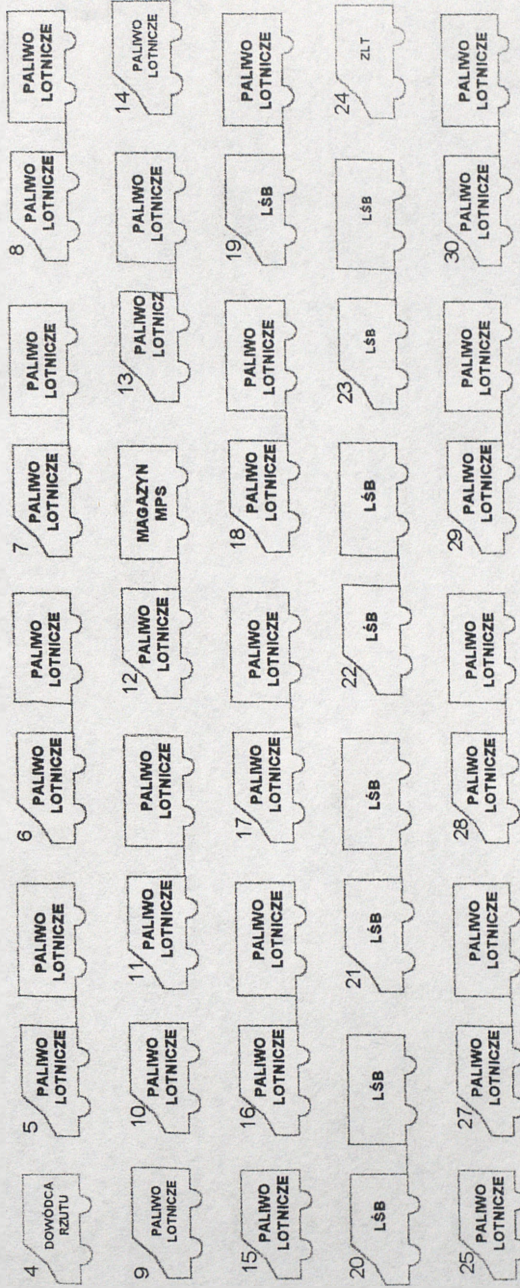 4
DOWÓDCA
RZUTU
5
PALIWO
LOTNICZE
PALIWO
LOTNICZE
6
PALIWO
LOTNICZE
PALIWO
LOTNICZE
7
PALIWO
LOTNICZE
PALIWO
LOTNICZE
8
PALIWO
LOTNICZE
PALIWO
LOTNICZE
9
PALIWO
LOTNICZE
10
PALIWO
LOTNICZE
11
PALIWO
LOTNICZE
PALIWO
LOTNICZE
12
PALIWO
LOTNICZE
MAGAZYN
MPS
13
PALIWO
LOTNICZ
PALIWO
LOTNICZE
14
PALIWO
LOTNICZE
15
PALIWO
LOTNICZE
16
PALIWO
LOTNICZE
PALIWO
LOTNICZE
17
PALIWO
LOTNICZE
PALIWO
LOTNICZE
18
PALIWO
LOTNICZE
PALIWO
LOTNICZE
19
LŚB
PALIWO
LOTNICZE
20
LŚB
LŚB
21
LŚB
LŚB
22
LŚB
LŚB
23
LŚB
LŚB
24
ZLT
25
PALIWO
LOTNICZE
27
PALIWO
LOTNICZE
PALIWO
LOTNICZE
28
PALIWO
LOTNICZE
PALIWO
LOTNICZE
29
PALIWO
LOTNICZE
PALIWO
LOTNICZE
30
PALIWO
LOTNICZE
PALIWO
LOTNICZE